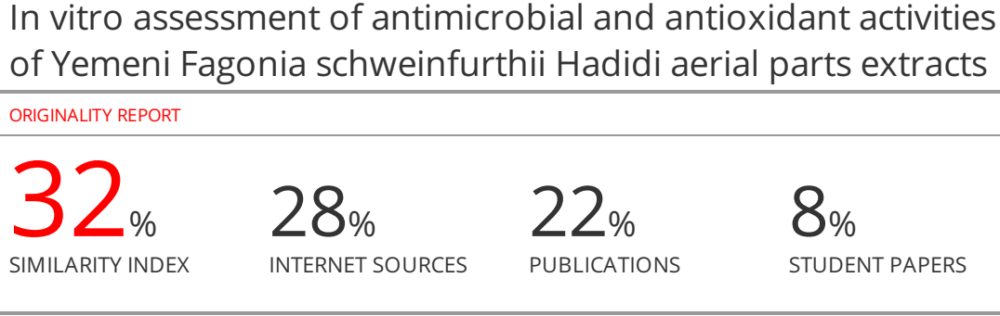 In vitro assessment of antimicrobial and antioxidant activities
of Yemeni Fagonia schweinfurthii Hadidi aerial parts extracts
ORIGINALITY REPORT
32% 28% 22% 8%
SIMILARITY INDEX INTERNET SOURCES PUBLICATIONS STUDENT PAPERS